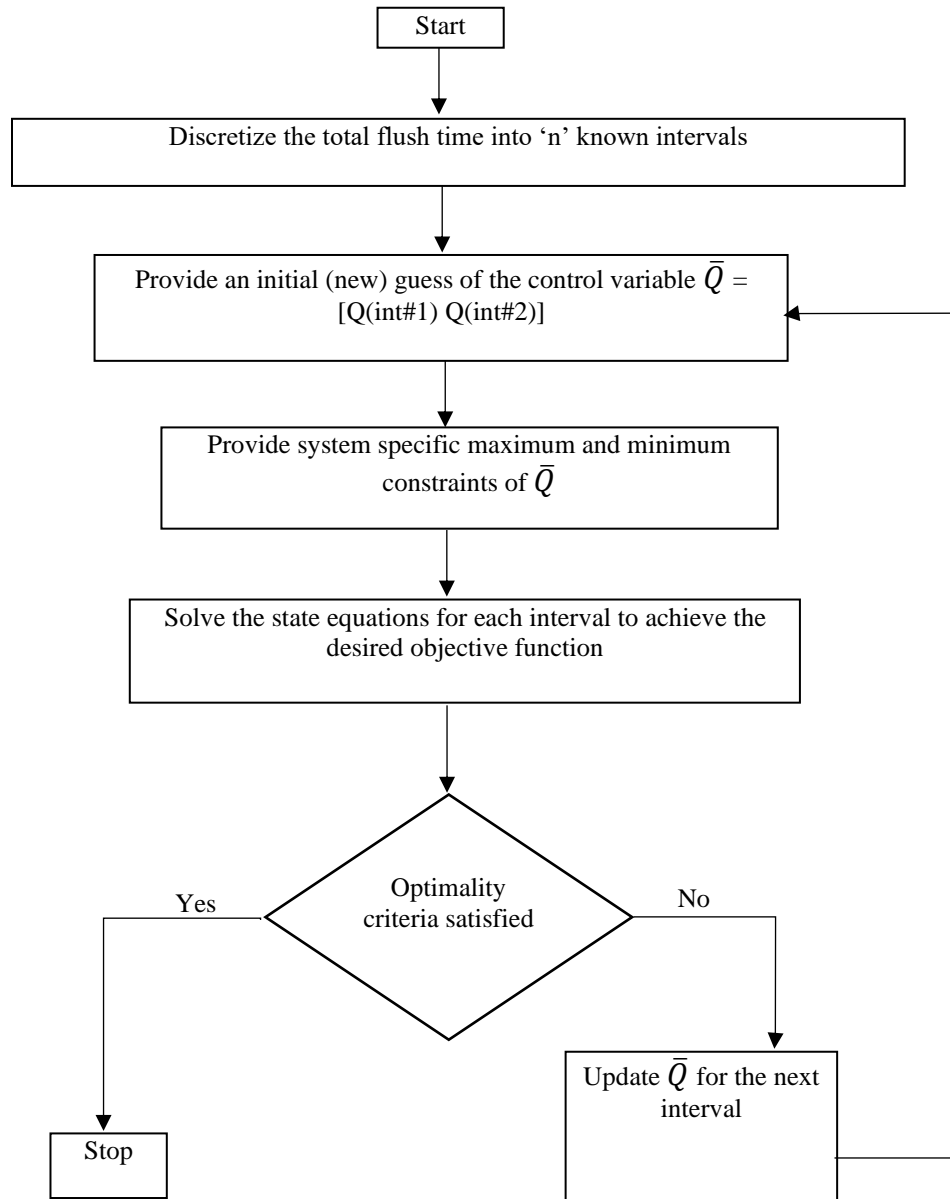 Start
Discretize the total flush time into ‘n’ known intervals
Provide an initial (new) guess of the control variable Q̅ =
[Q(int#1) Q(int#2)]
Provide system specific maximum and minimum
constraints of Q̅
Solve the state equations for each interval to achieve the
desired objective function
Optimality
criteria satisfied
Yes
No
Update Q̅ for the next
interval
Stop